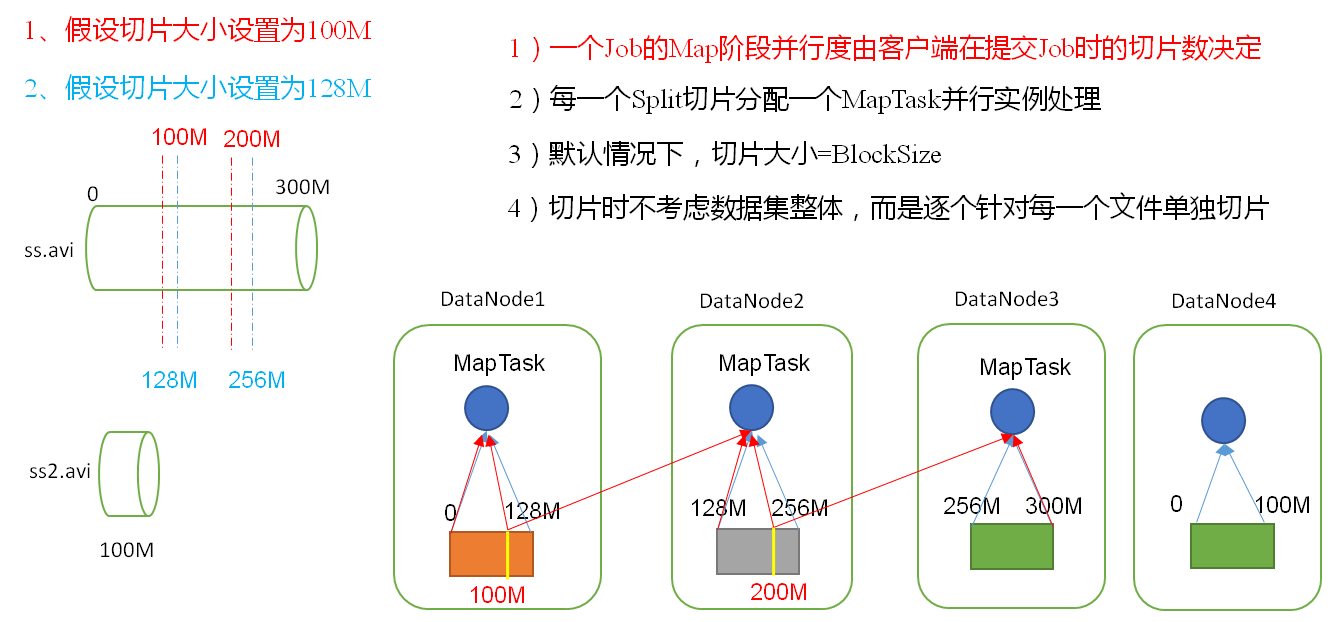 1、假设切片大小设置为100M
2、假设切片大小设置为128M
1）一个Job的Map阶段并行度由客户端在提交Job时的切片数决定
2）每一个Split切片分配一个MapTask并行实例处理
3）默认情况下，切片大小=BlockSize
4）切片时不考虑数据集整体，而是逐个针对每一个文件单独切片
100M 200M
0 300M
ss.avi
128M 256M
ss2.avi
100M
DataNode1 DataNode2 DataNode3 DataNode4
MapTask MapTask MapTask
0 128M 128M 256M 256M 300M 0 100M
100M 200M